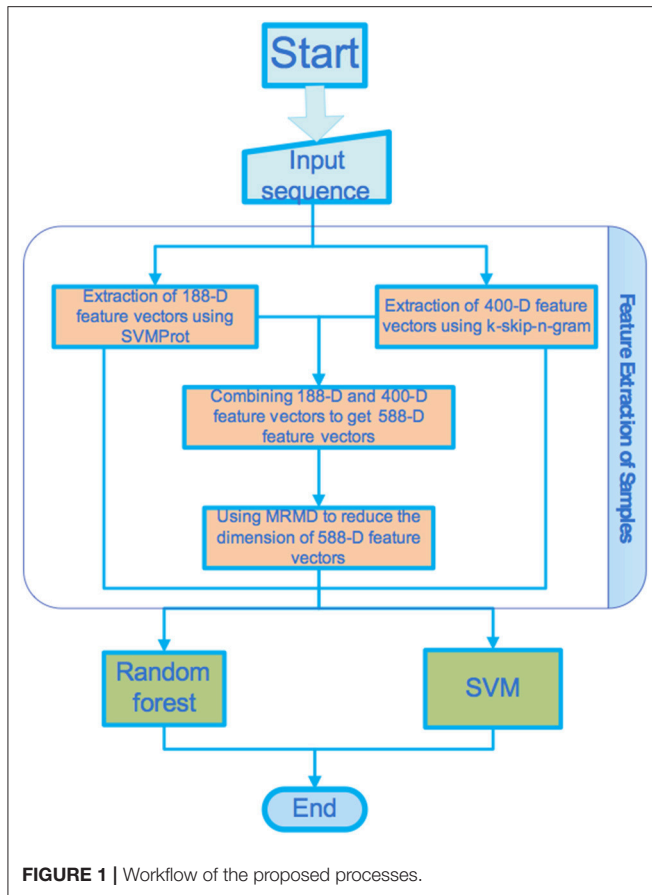 Start
Input
sequence
Extraction of 188-D
feature vectors using
SVMProt
Extraction of 400-D feature
vectors using k-skip-n-gram
Combining 188-D and 400-D
feature vectors to get 588-D
feature vectors
Using MRMD to reduce the
dimension of 588-D feature
vectors
Feature Extraction of Samples
Random
forest
SVM
End
FIGURE 1 | Workflow of the proposed processes.